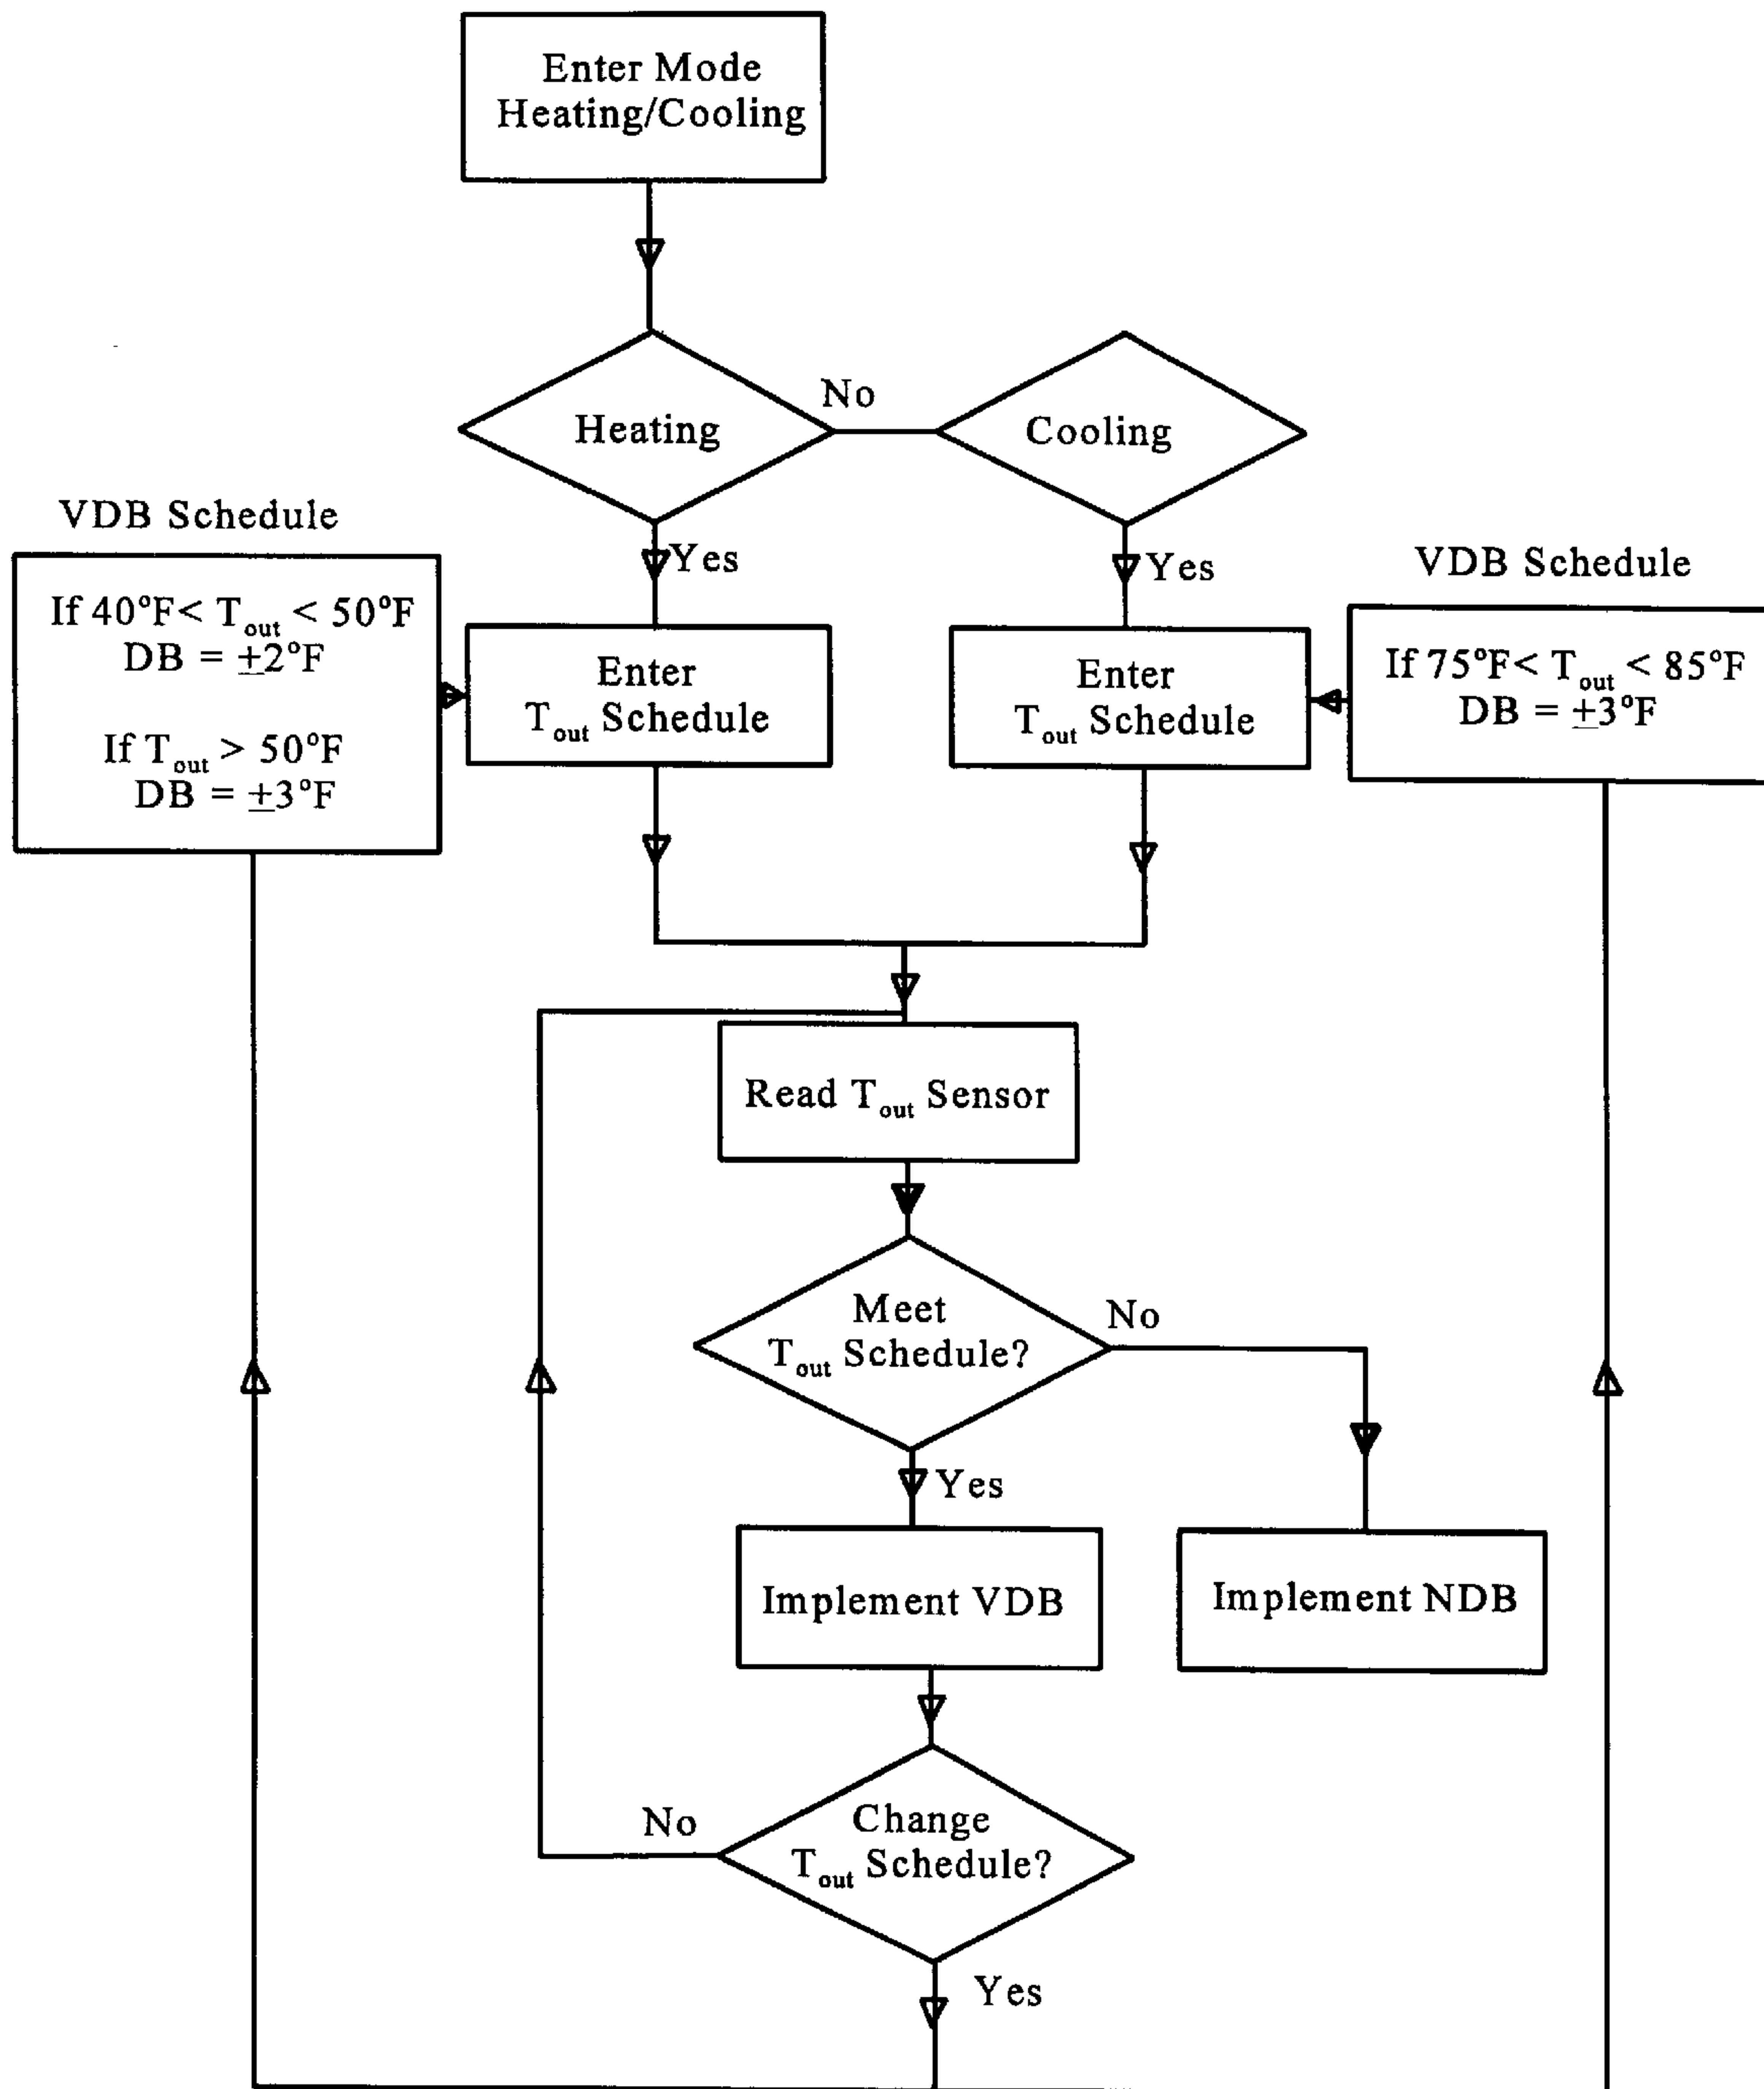 Enter Mode
Heating/Cooling
Heating
No
Cooling
Yes
Yes
VDB Schedule
If 40°F< Tout < 50°F
DB = ±2°F
If Tout > 50°F
DB = ±3°F
Enter
Tout Schedule
Enter
Tout Schedule
VDB Schedule
If 75°F< Tout < 85°F
DB = ±3°F
Read Tout Sensor
Meet
Tout Schedule?
No
Yes
Implement VDB
Implement NDB
Change
Tout Schedule?
No
Yes